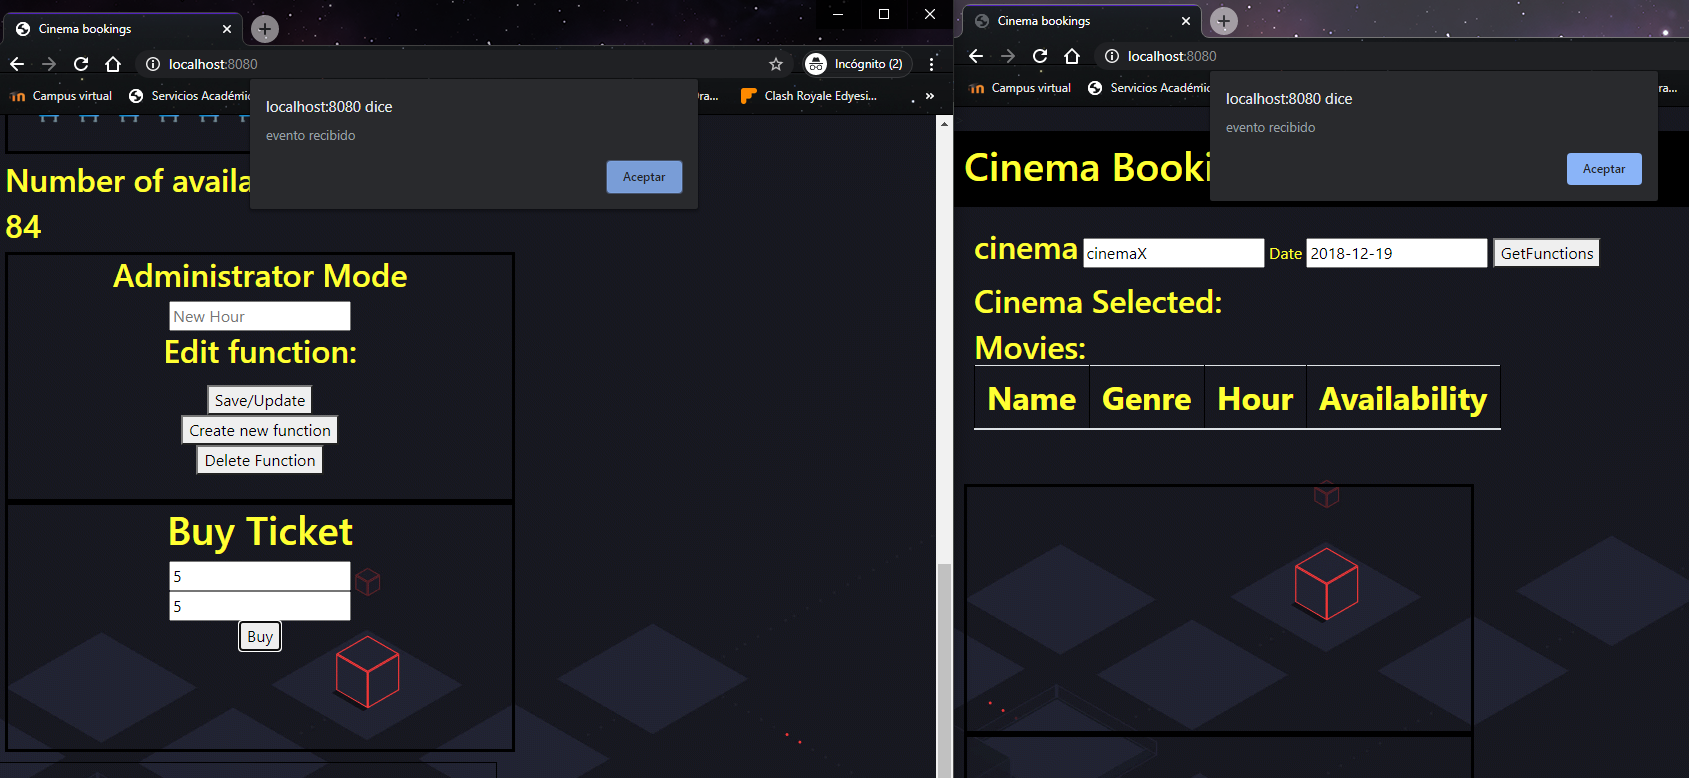 Cinema bookings
localhost:8080
Incógnito (2)
Campus virtual
Servicios Académic
Clash Royale Edyesi...
»
localhost:8080 dice
evento recibido
Aceptar
Number of availa
84
Administrator Mode
New Hour
Edit function:
Save/Update
Create new function
Delete Function
Buy Ticket
5
5
Buy
Cinema bookings
localhost:8080
Campus virtual
Servicios Académic
localhost:8080 dice
evento recibido
Aceptar
Cinema Booki
cinema cinemaX Date 2018-12-19 GetFunctions
Cinema Selected:
Movies:
Name Genre Hour Availability